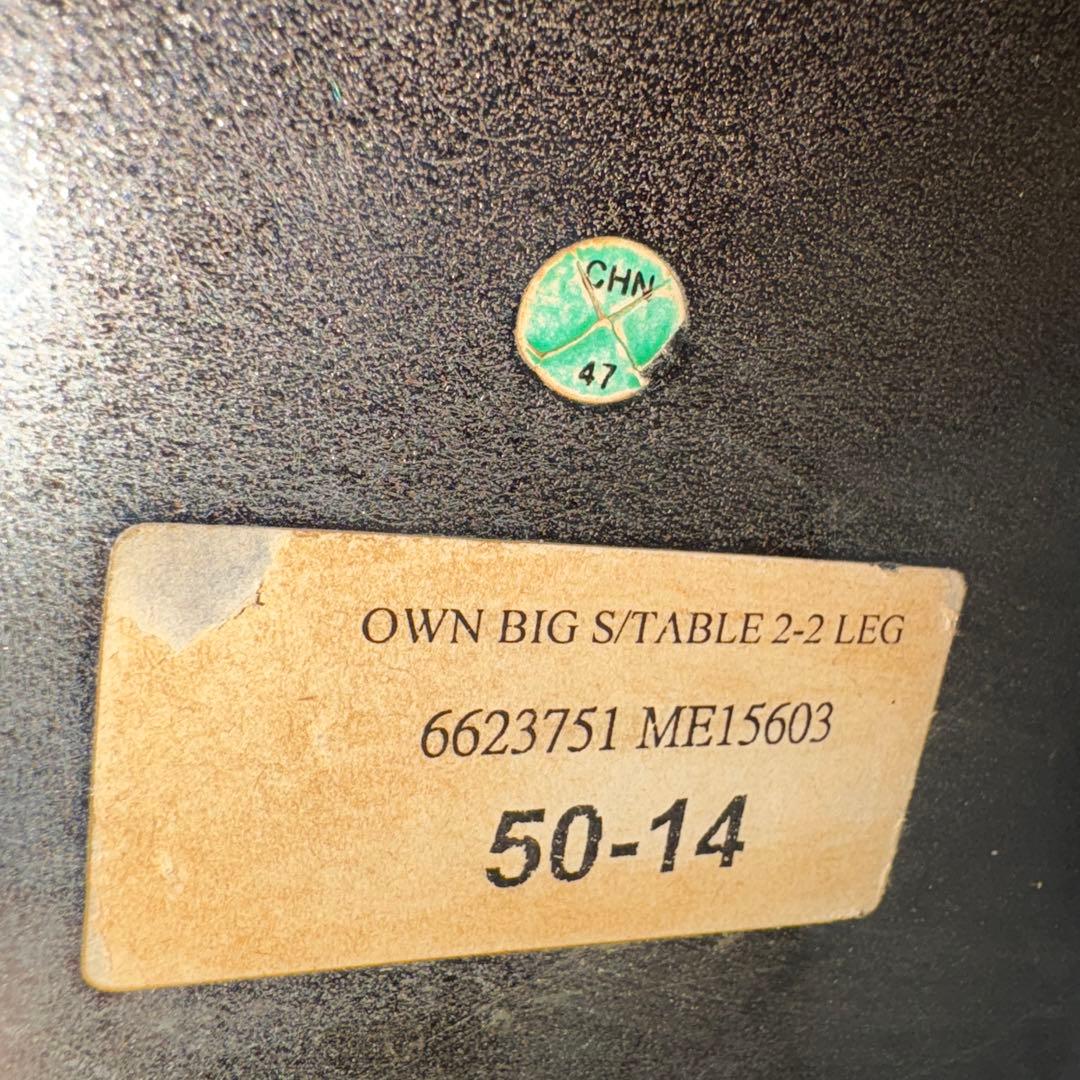 CHN
47
OWN BIG S/TABLE 2-2 LEG
6623751 ME15603
50-14